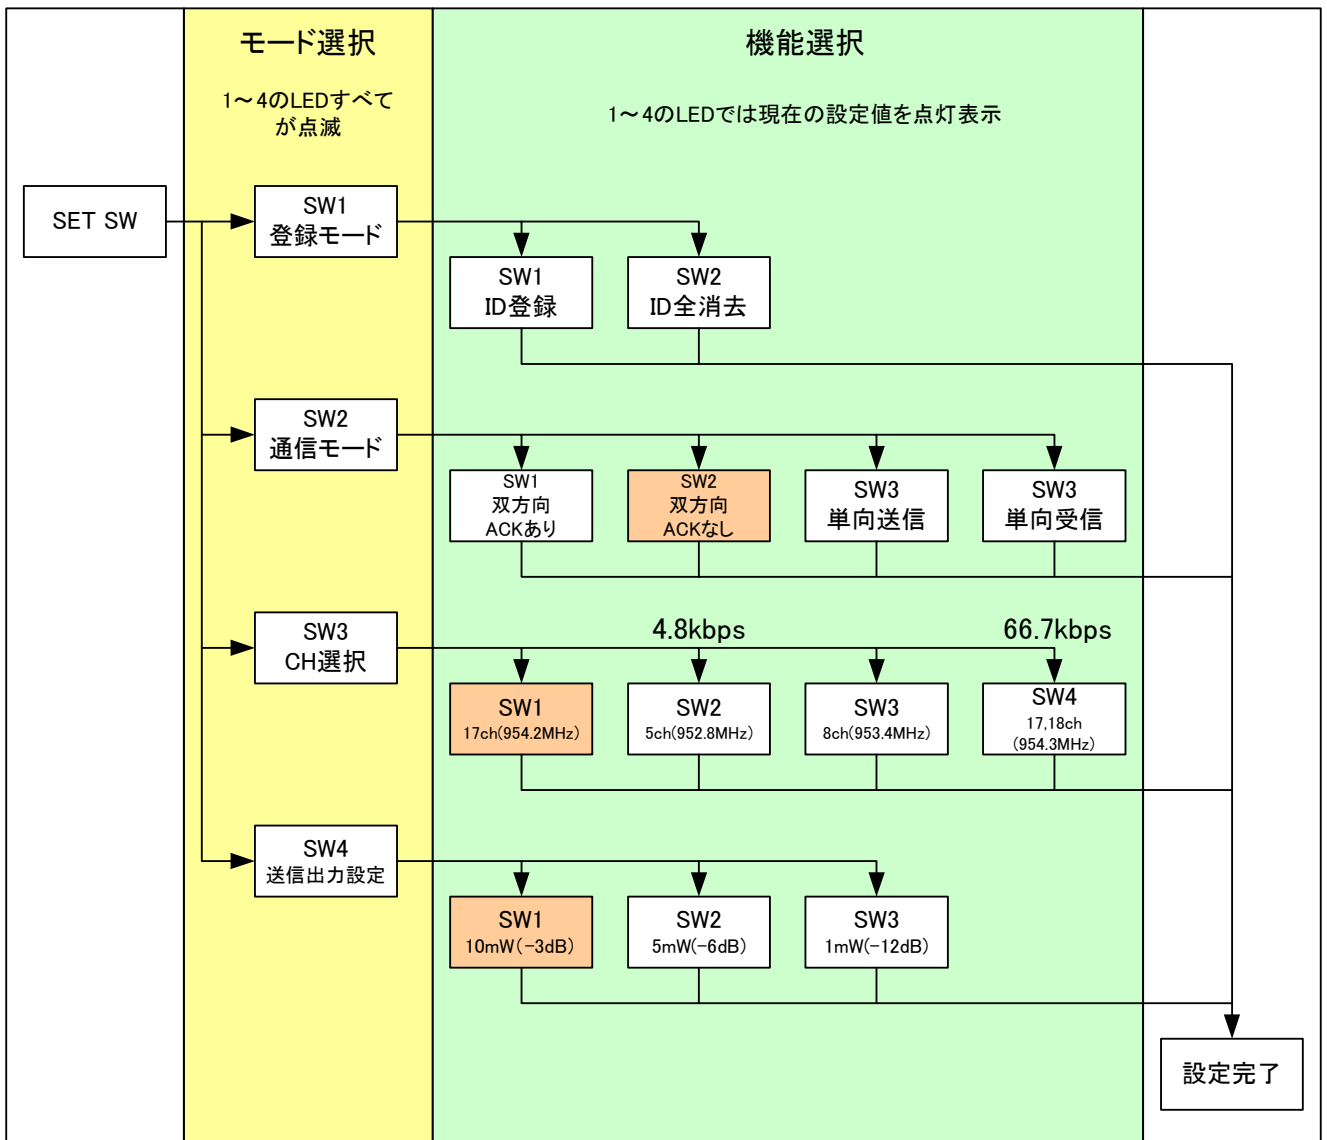 モード選択
機能選択
1～4のLEDすべて
が点滅
1～4のLEDでは現在の設定値を点灯表示
SET SW
SW1
登録モード
SW1
ID登録
SW2
ID全消去
SW2
通信モード
SW1
双方向
ACKあり
SW2
双方向
ACKなし
SW3
単向送信
SW3
単向受信
4.8kbps
66.7kbps
SW3
CH選択
SW1
17ch(954.2MHz)
SW2
5ch(952.8MHz)
SW3
8ch(953.4MHz)
SW4
17,18ch
(954.3MHz)
SW4
送信出力設定
SW1
10mW(-3dB)
SW2
5mW(-6dB)
SW3
1mW(-12dB)
設定完了